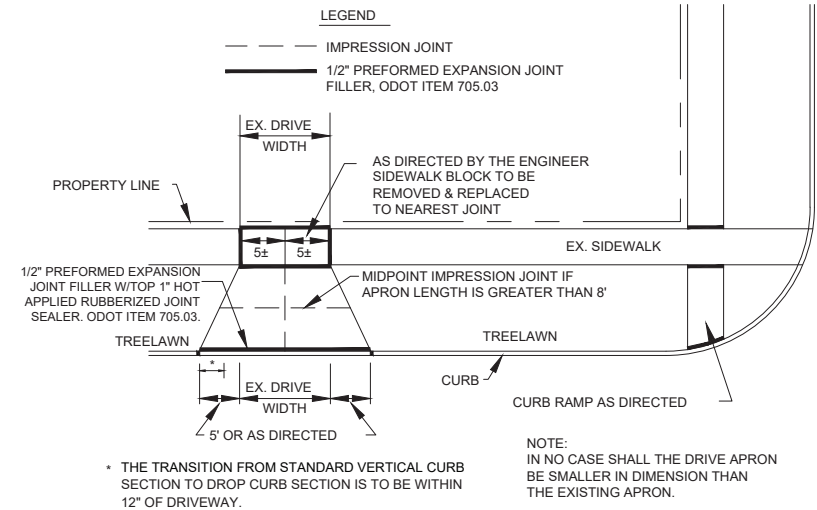 LEGEND
IMPRESSION JOINT
1/2" PREFORMED EXPANSION JOINT
FILLER, ODOT ITEM 705.03
EX. DRIVE
WIDTH
AS DIRECTED BY THE ENGINEER
SIDEWALK BLOCK TO BE
REMOVED & REPLACED
TO NEAREST JOINT
PROPERTY LINE
5± 5±
EX. SIDEWALK
1/2" PREFORMED EXPANSION
JOINT FILLER W/TOP 1" HOT
APPLIED RUBBERIZED JOINT
SEALER. ODOT ITEM 705.03.
MIDPOINT IMPRESSION JOINT IF
APRON LENGTH IS GREATER THAN 8'
TREELAWN
TREELAWN
*
EX. DRIVE
WIDTH
CURB
CURB RAMP AS DIRECTED
5' OR AS DIRECTED
* THE TRANSITION FROM STANDARD VERTICAL CURB
SECTION TO DROP CURB SECTION IS TO BE WITHIN
12" OF DRIVEWAY.
NOTE:
IN NO CASE SHALL THE DRIVE APRON
BE SMALLER IN DIMENSION THAN
THE EXISTING APRON.